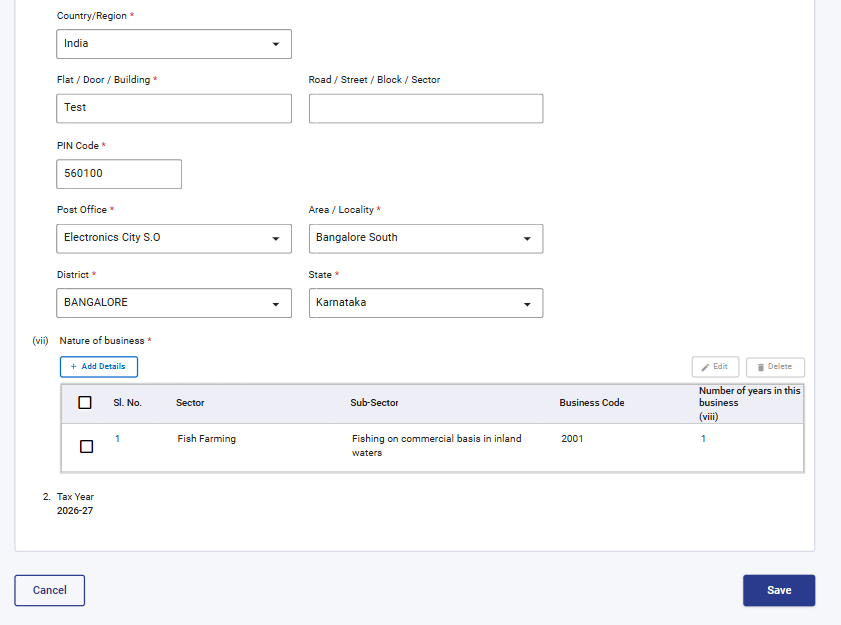 Country/Region *
India
Flat / Door / Building * Road / Street / Block / Sector
Test
PIN Code *
560100
Post Office * Area / Locality *
Electronics City S.O Bangalore South
District * State *
BANGALORE Karnataka
(vii) Nature of business *
+ Add Details Edit Delete
Sl. No. Sector Sub-Sector Business Code Number of years in this
business
(viii)
1 Fish Farming Fishing on commercial basis in inland 2001 1
waters
2. Tax Year
2026-27
Cancel Save